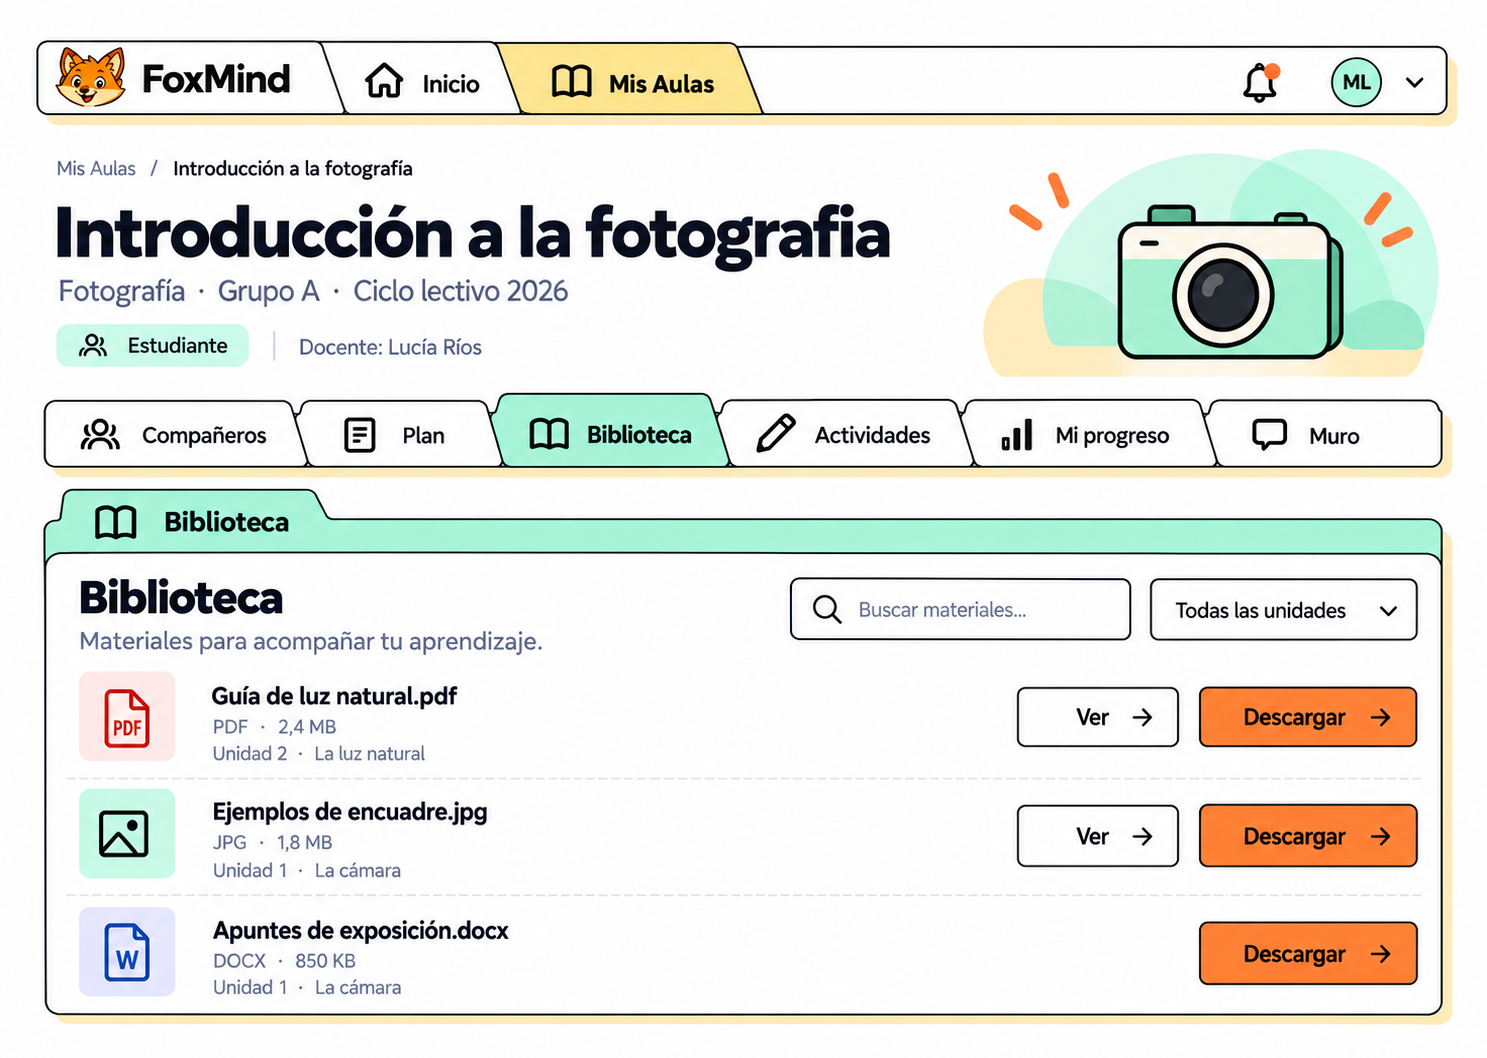 FoxMind
Inicio
Mis Aulas
ML
Mis Aulas / Introducción a la fotografía
Introducción a la fotografia
Fotografía · Grupo A · Ciclo lectivo 2026
Estudiante
Docente: Lucía Ríos
Compañeros
Plan
Biblioteca
Actividades
Mi progreso
Muro
Biblioteca
Biblioteca
Materiales para acompañar tu aprendizaje.
Buscar materiales...
Todas las unidades
PDF
Guía de luz natural.pdf
PDF · 2,4 MB
Unidad 2 · La luz natural
Ver
Descargar
Ejemplos de encuadre.jpg
JPG · 1,8 MB
Unidad 1 · La cámara
Ver
Descargar
W
Apuntes de exposición.docx
DOCX · 850 KB
Unidad 1 · La cámara
Descargar